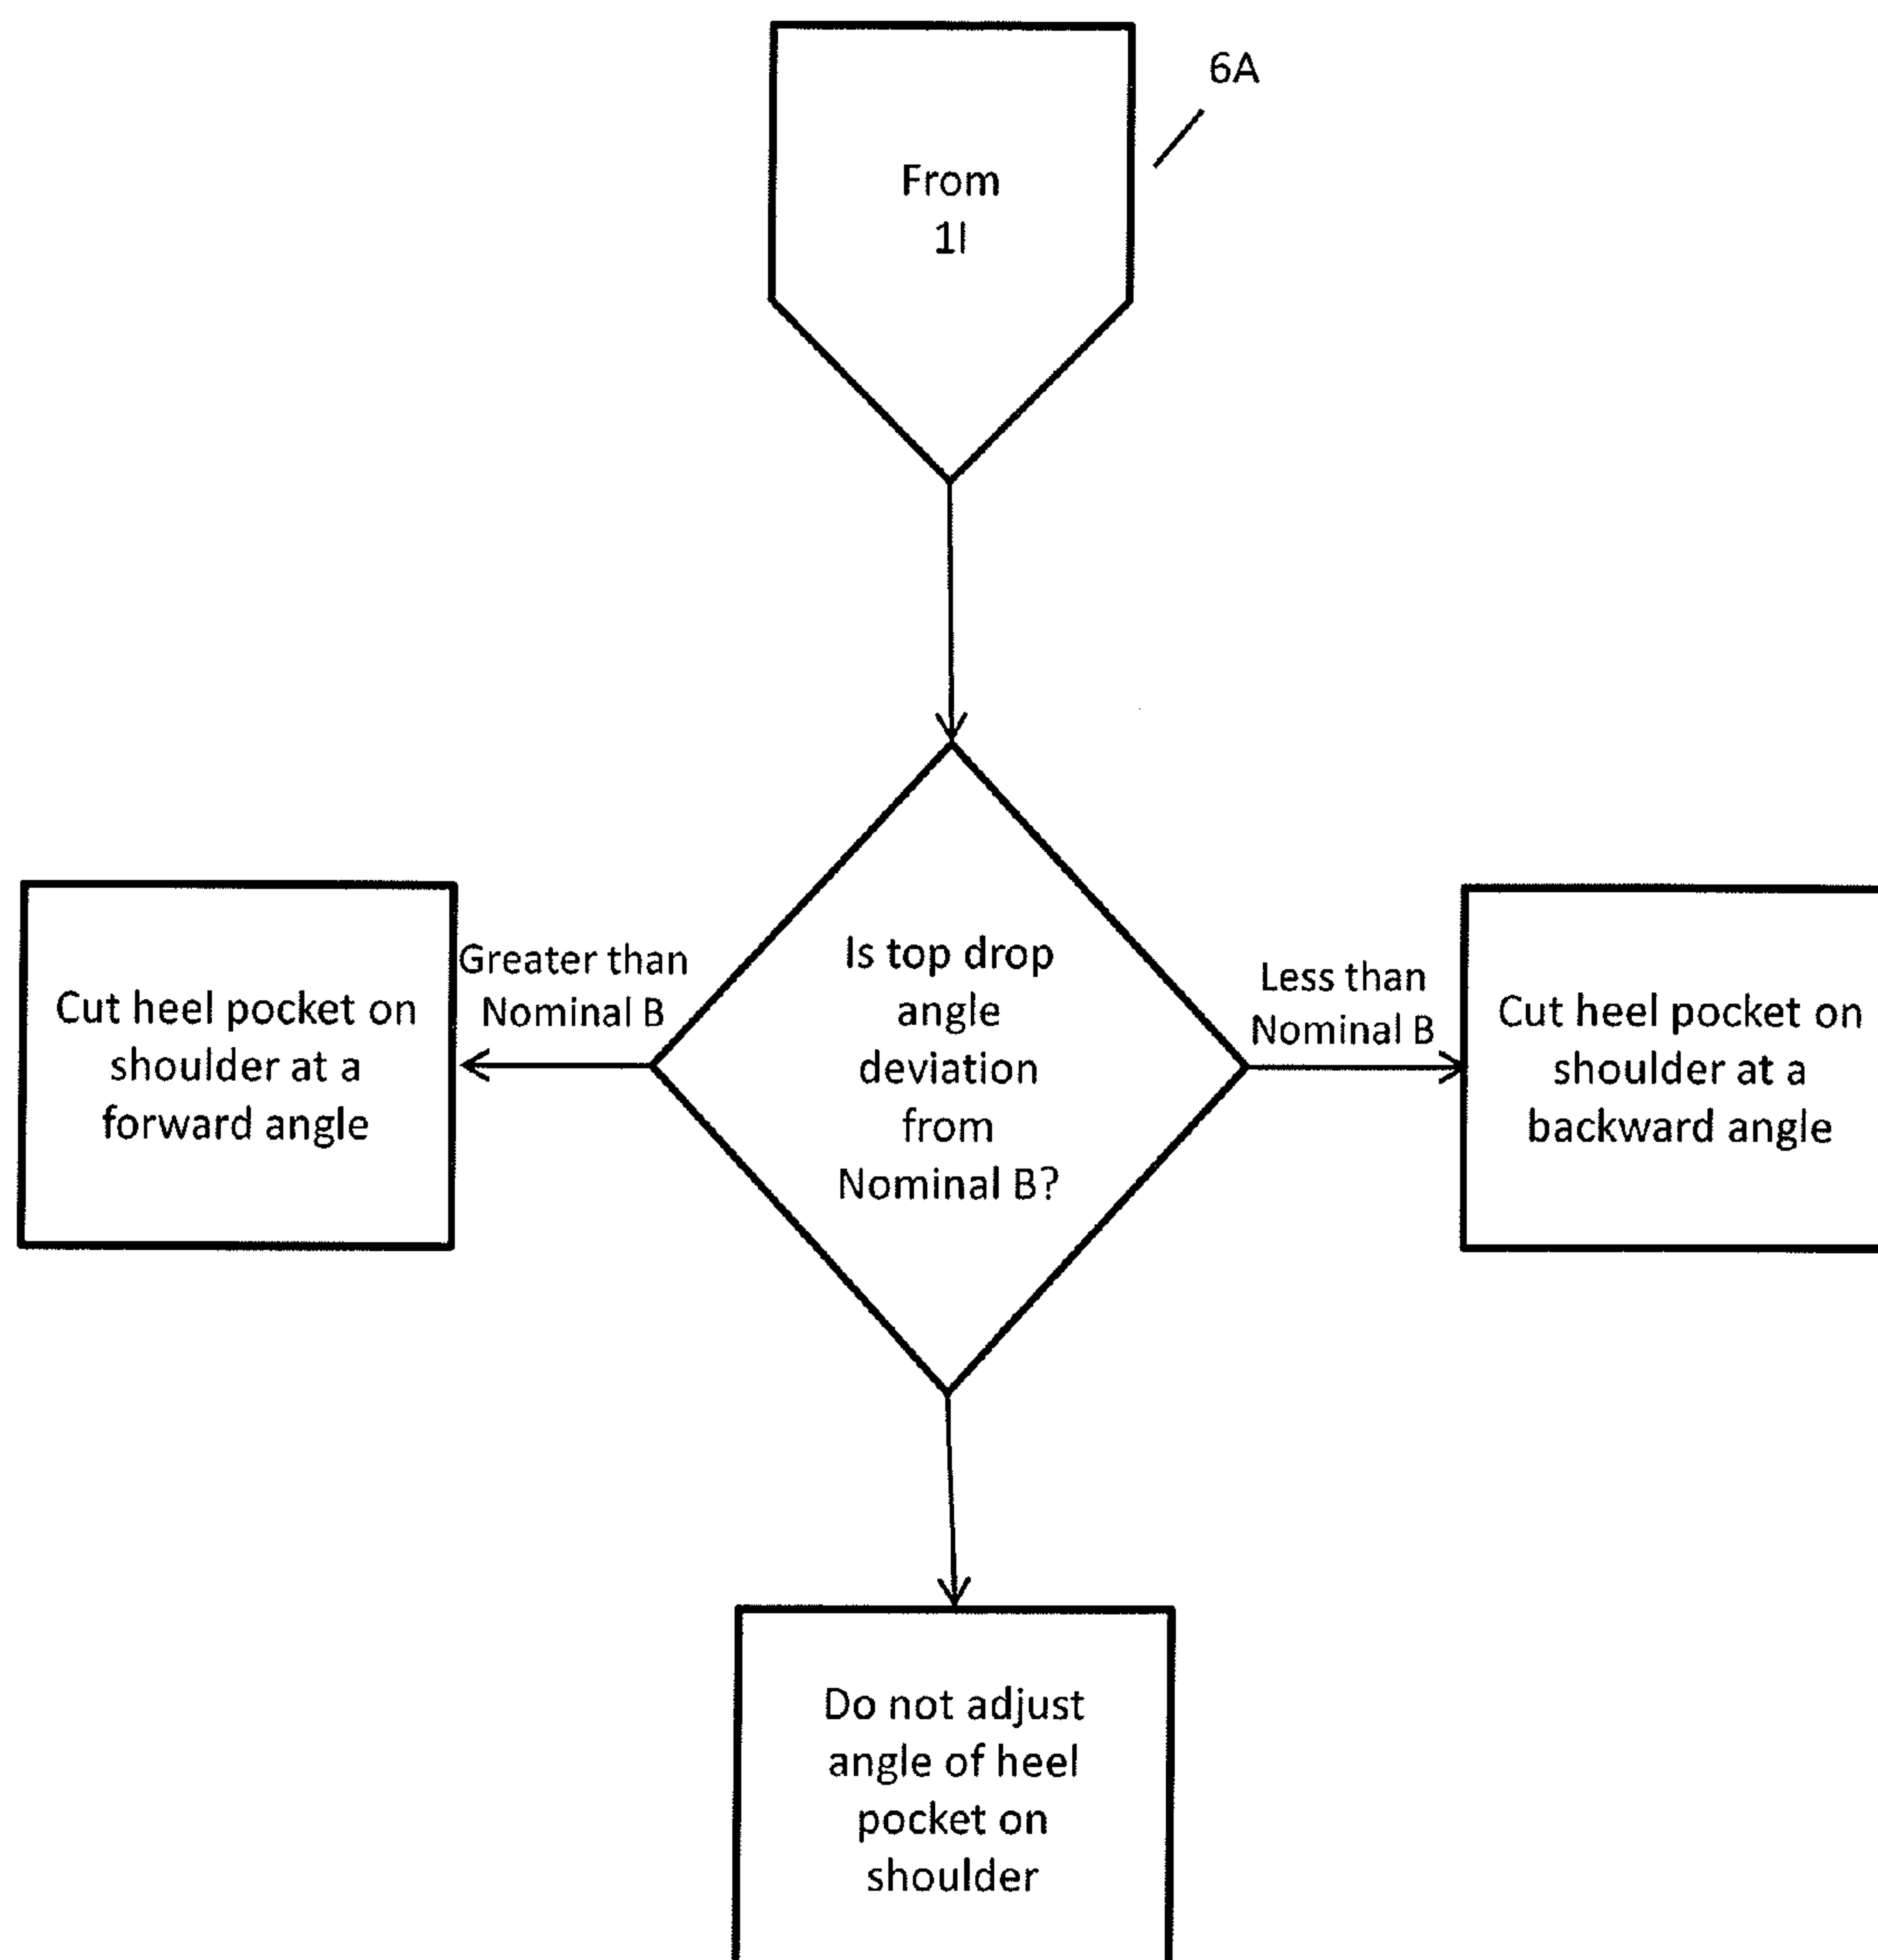 6A
From
1I
Greater than
Nominal B
Cut heel pocket on
shoulder at a
forward angle
Is top drop
angle
deviation
from
Nominal B?
Less than
Nominal B
Cut heel pocket on
shoulder at a
backward angle
Do not adjust
angle of heel
pocket on
shoulder